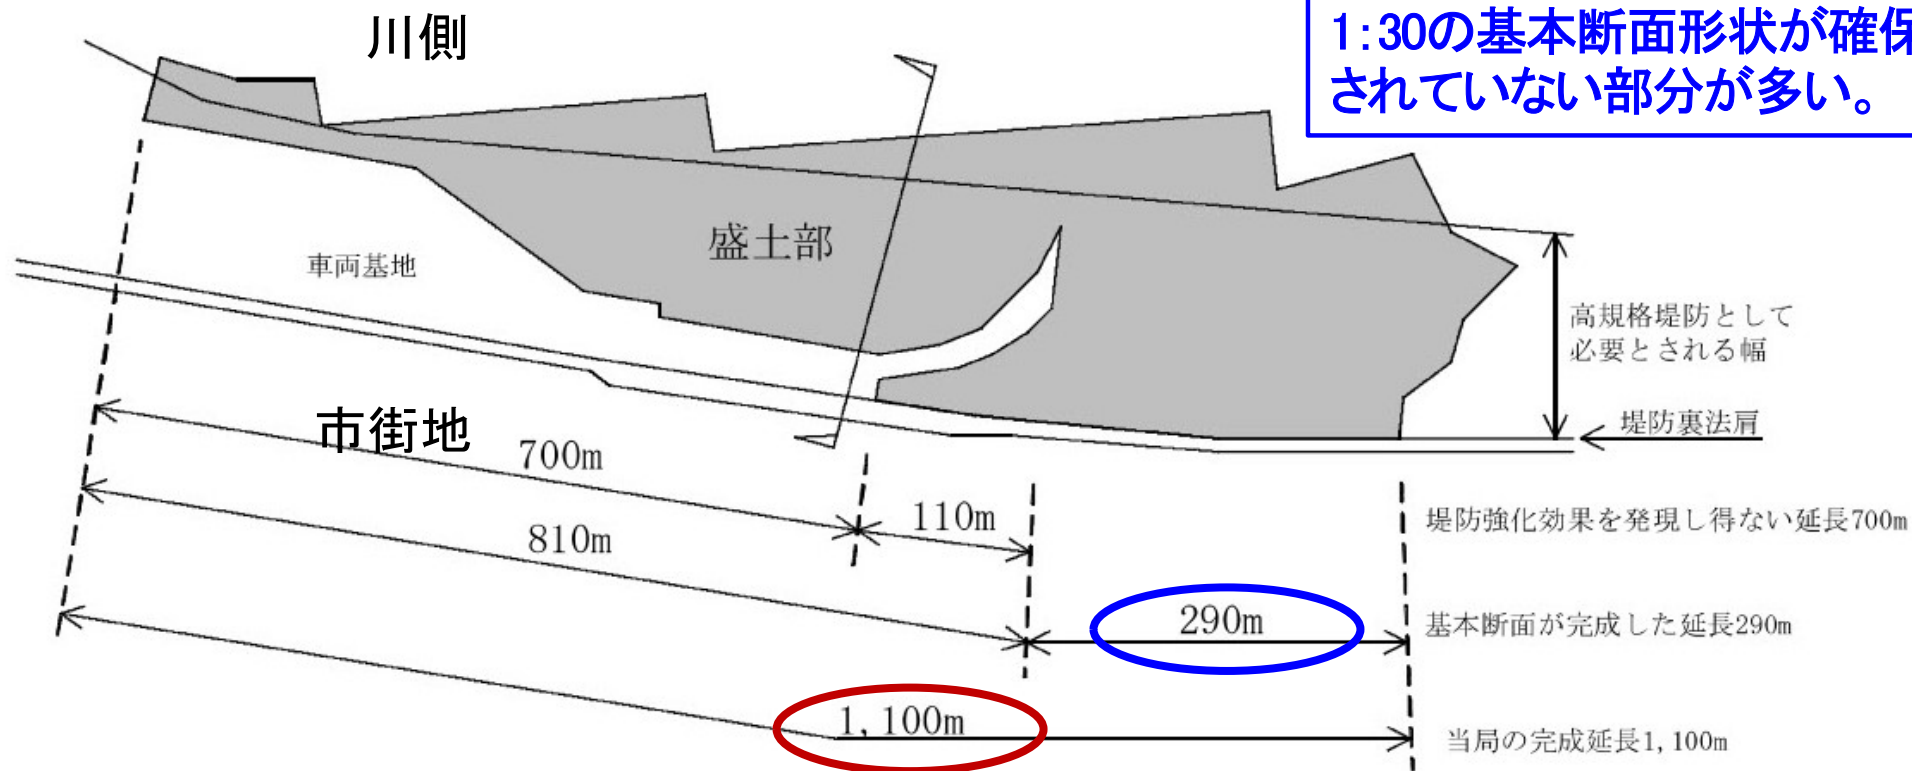 川側
1:30の基本断面形状が確保
されていない部分が多い。
盛土部
車両基地
高規格堤防として
必要とされる幅
堤防裏法肩
市街地
700m
110m
810m
堤防強化効果を発現し得ない延長700m
290m
基本断面が完成した延長290m
1,100m
当局の完成延長1,100m